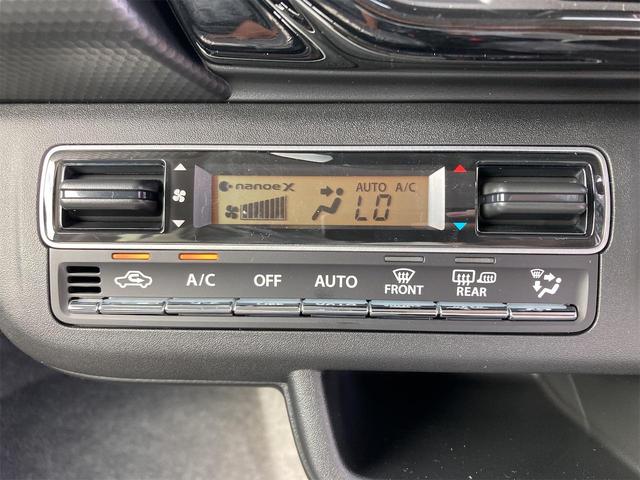 nanoeX
AUTO A/C
LO
A/C OFF AUTO FRONT REAR